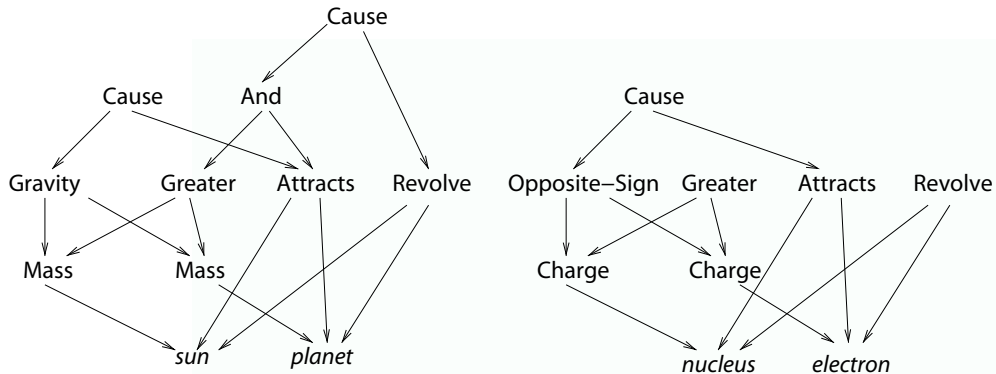 Cause
Cause And Cause
Gravity Greater Attracts Revolve Opposite−Sign Greater Attracts Revolve
Mass Mass Charge Charge
sun planet nucleus electron